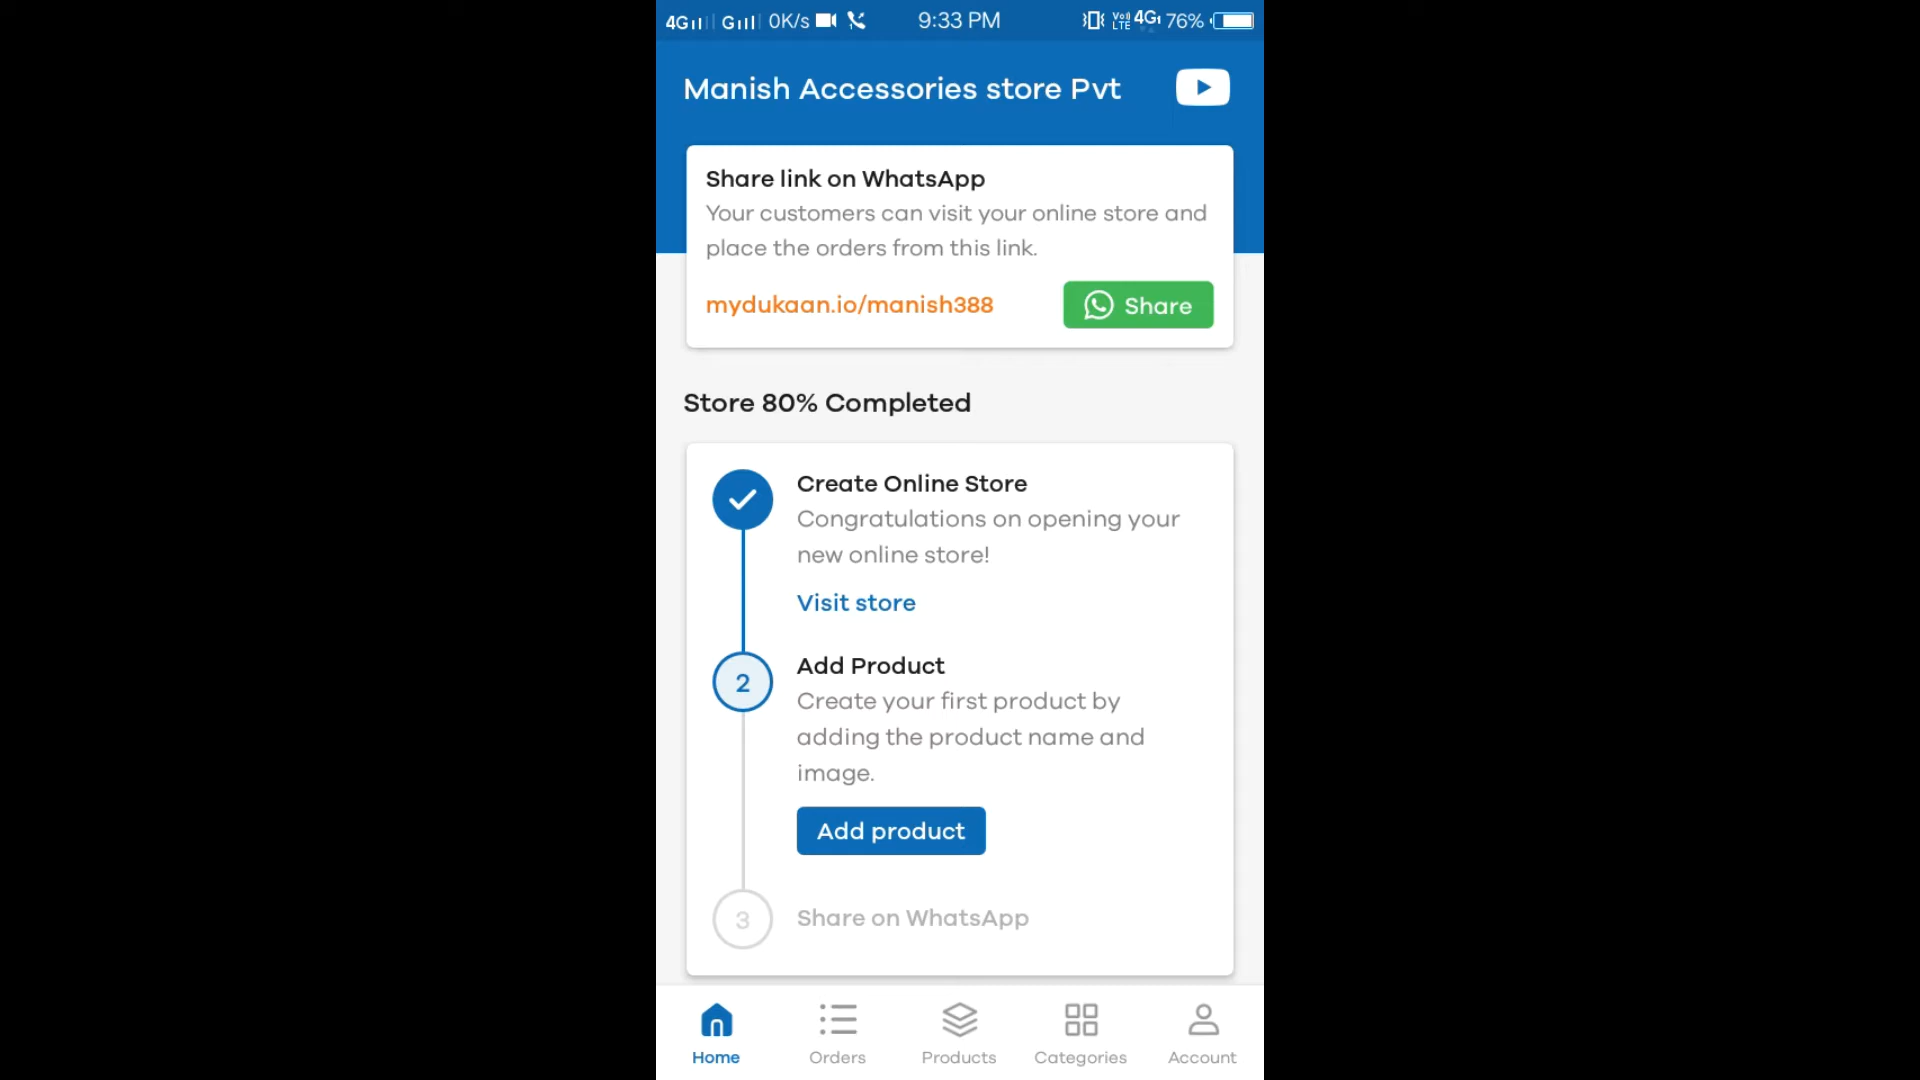 4G G 0K/s 9:33 PM VoD LTE 4G 76%
Manish Accessories store Pvt
Share link on WhatsApp
Your customers can visit your online store and
place the orders from this link.
mydukaan.io/manish388 Share
Store 80% Completed
Create Online Store
Congratulations on opening your
new online store!
Visit store
2 Add Product
Create your first product by
adding the product name and
image.
Add product
3 Share on WhatsApp
Home Orders Products Categories Account